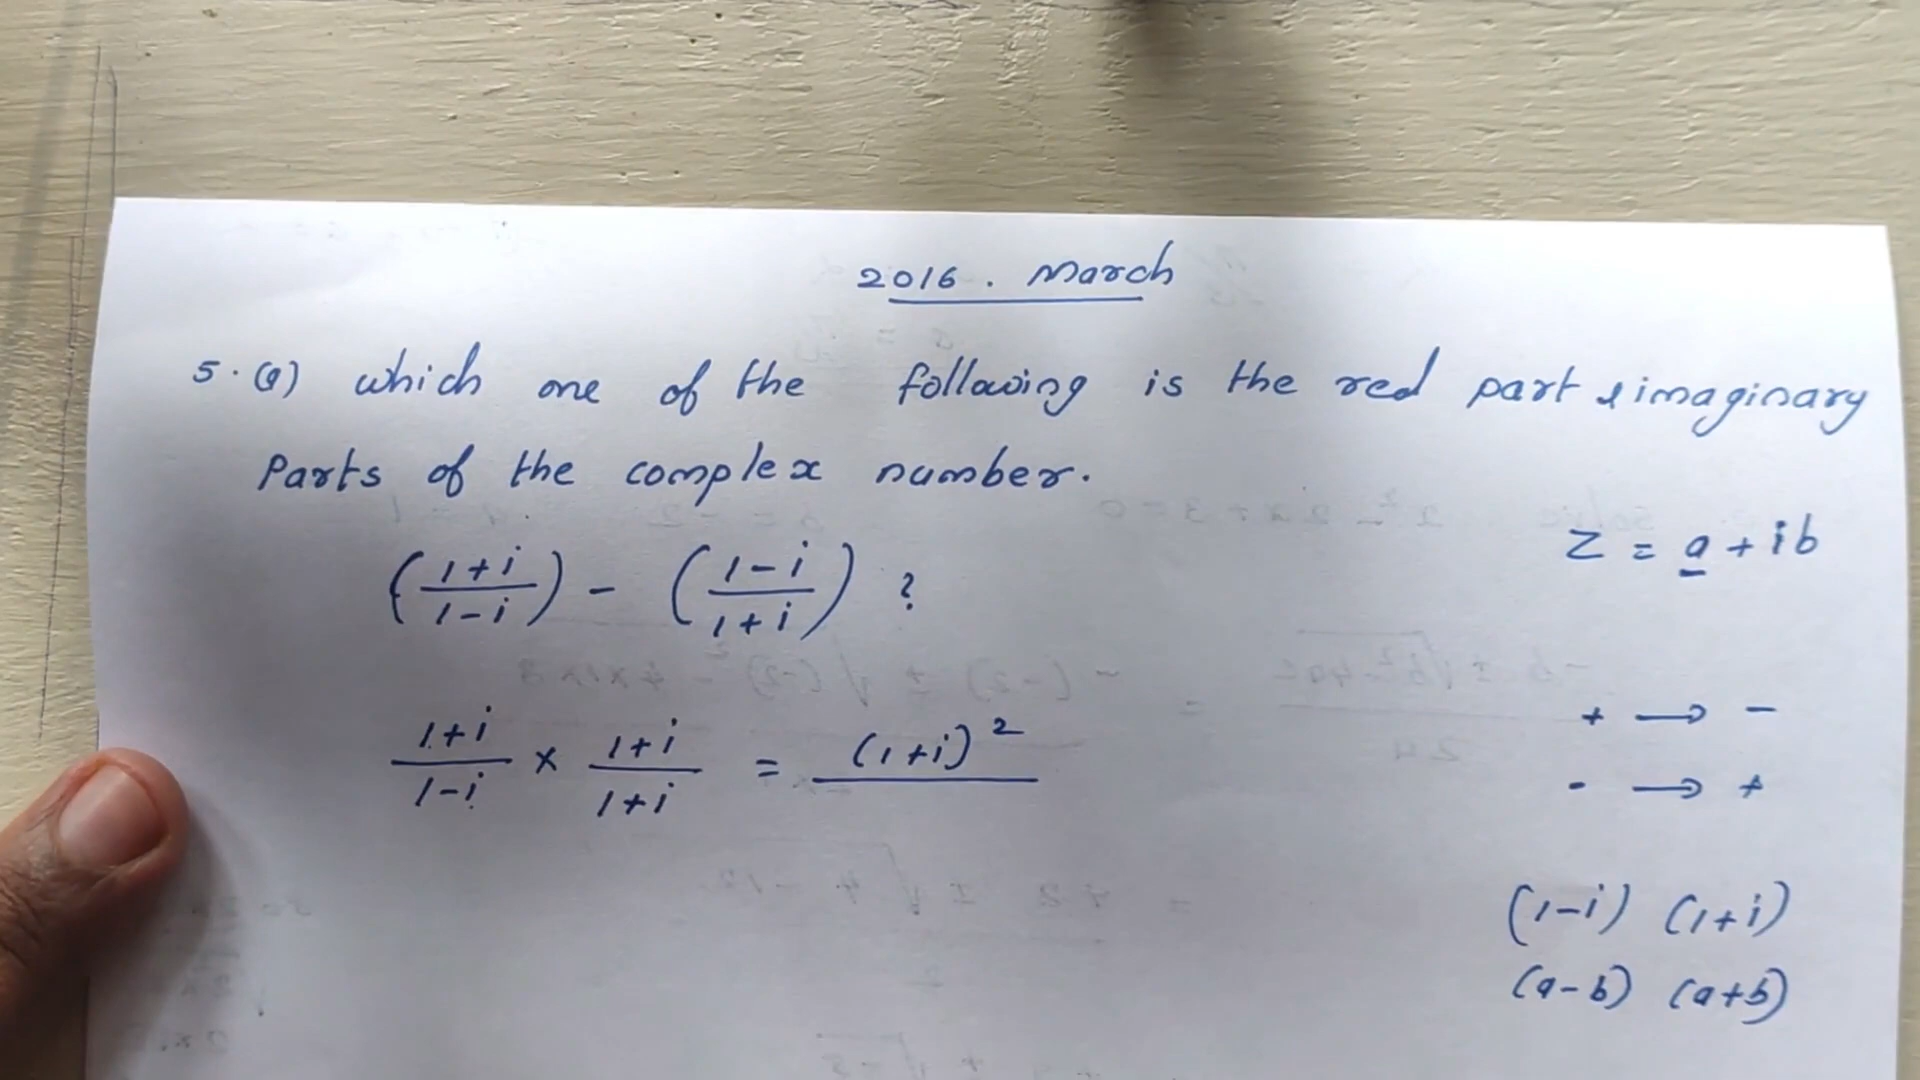 2016 . March
5.(a) which one of the following is the real part & imaginary
Parts of the complex number.
z = a + ib
(1+i/1-i) - (1-i/1+i) ?
+ → -
1+i/1-i × 1+i/1+i = (1+i)²
- → +
(1-i) (1+i)
(a-b) (a+b)